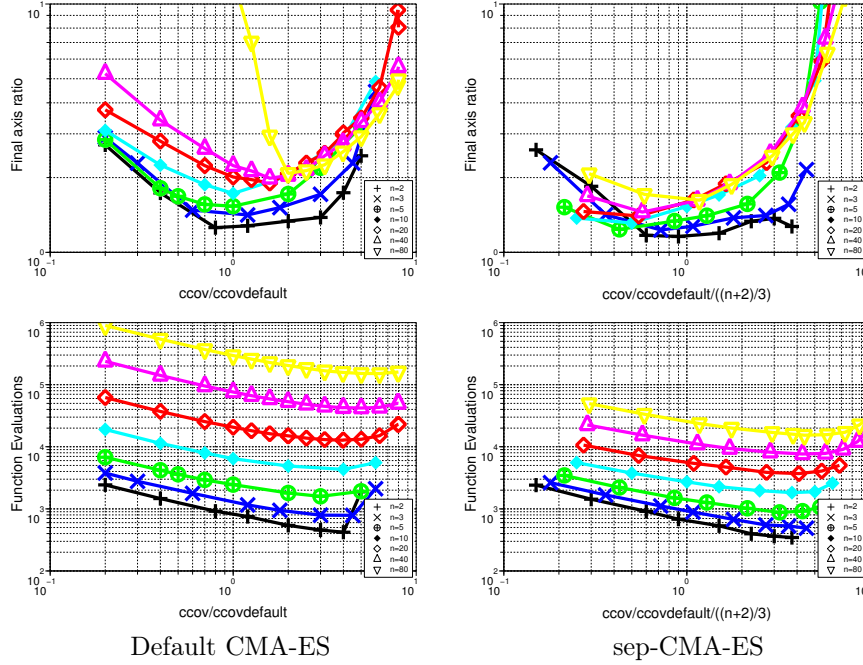 10^1
Final axis ratio
10^0
10^-1
10^0
10^1
ccov/ccovdefault
n=2
n=3
n=5
n=10
n=20
n=40
n=80
10^1
Final axis ratio
10^0
10^-1
10^0
10^1
ccov/ccovdefault/((n+2)/3)
n=2
n=3
n=5
n=10
n=20
n=40
n=80
10^6
10^5
10^4
10^3
10^2
Function Evaluations
10^-1
10^0
10^1
ccov/ccovdefault
n=2
n=3
n=5
n=10
n=20
n=40
n=80
10^6
10^5
10^4
10^3
10^2
Function Evaluations
10^-1
10^0
10^1
ccov/ccovdefault/((n+2)/3)
n=2
n=3
n=5
n=10
n=20
n=40
n=80
Default CMA-ES
sep-CMA-ES